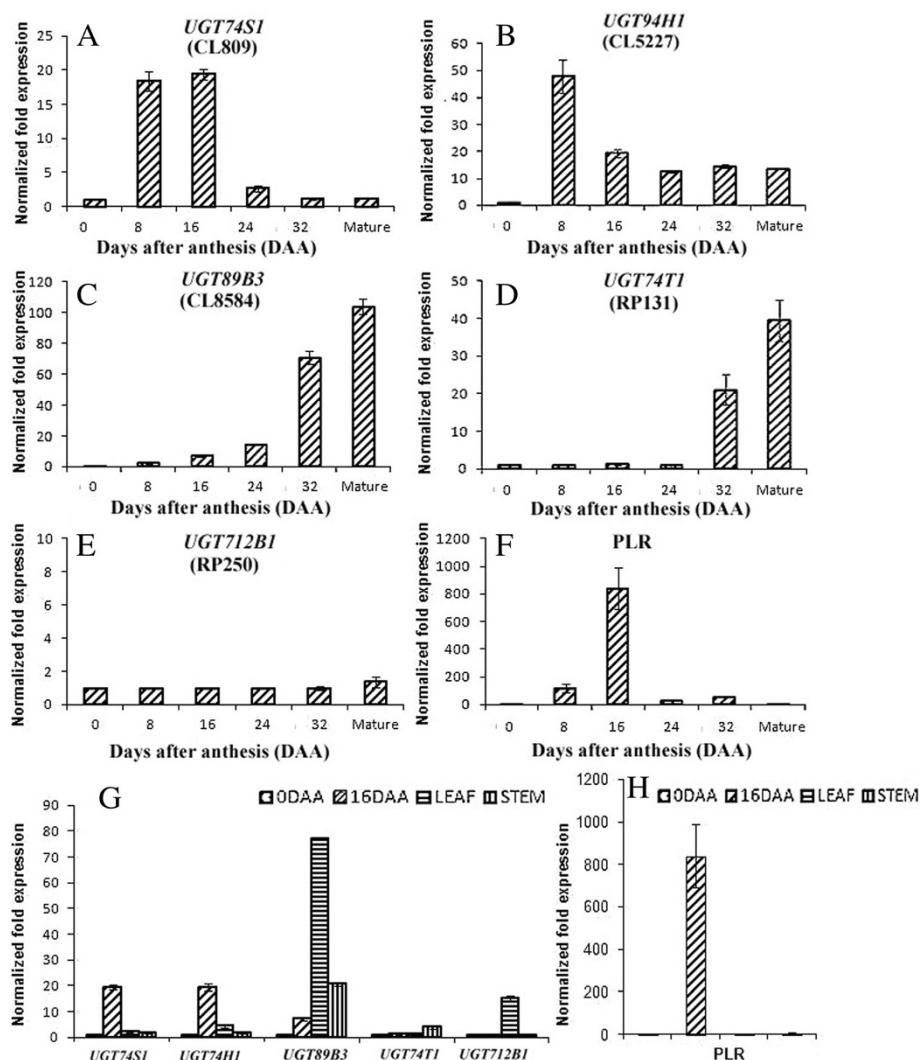 A
UGT74S1
(CL809)
Normalized fold expression
25
20
15
10
5
0
0 8 16 24 32 Mature
Days after anthesis (DAA)
B
UGT94H1
(CL5227)
Normalized fold expression
60
50
40
30
20
10
0
0 8 16 24 32 Mature
Days after anthesis (DAA)
C
UGT89B3
(CL8584)
Normalized fold expression
120
100
80
60
40
20
0
0 8 16 24 32 Mature
Days after anthesis (DAA)
D
UGT74T1
(RP131)
Normalized fold expression
50
40
30
20
10
0
0 8 16 24 32 Mature
Days after anthesis (DAA)
E
UGT712B1
(RP250)
Normalized fold expression
10
8
6
4
2
0
0 8 16 24 32 Mature
Days after anthesis (DAA)
F
PLR
Normalized fold expression
1200
1000
800
600
400
200
0
0 8 16 24 32 Mature
Days after anthesis (DAA)
G
0DAA 16DAA LEAF STEM
Normalized fold expression
90
80
70
60
50
40
30
20
10
0
UGT74S1 UGT74H1 UGT89B3 UGT74T1 UGT712B1
H
0DAA 16DAA LEAF STEM
Normalized fold expression
1200
1000
800
600
400
200
0
PLR